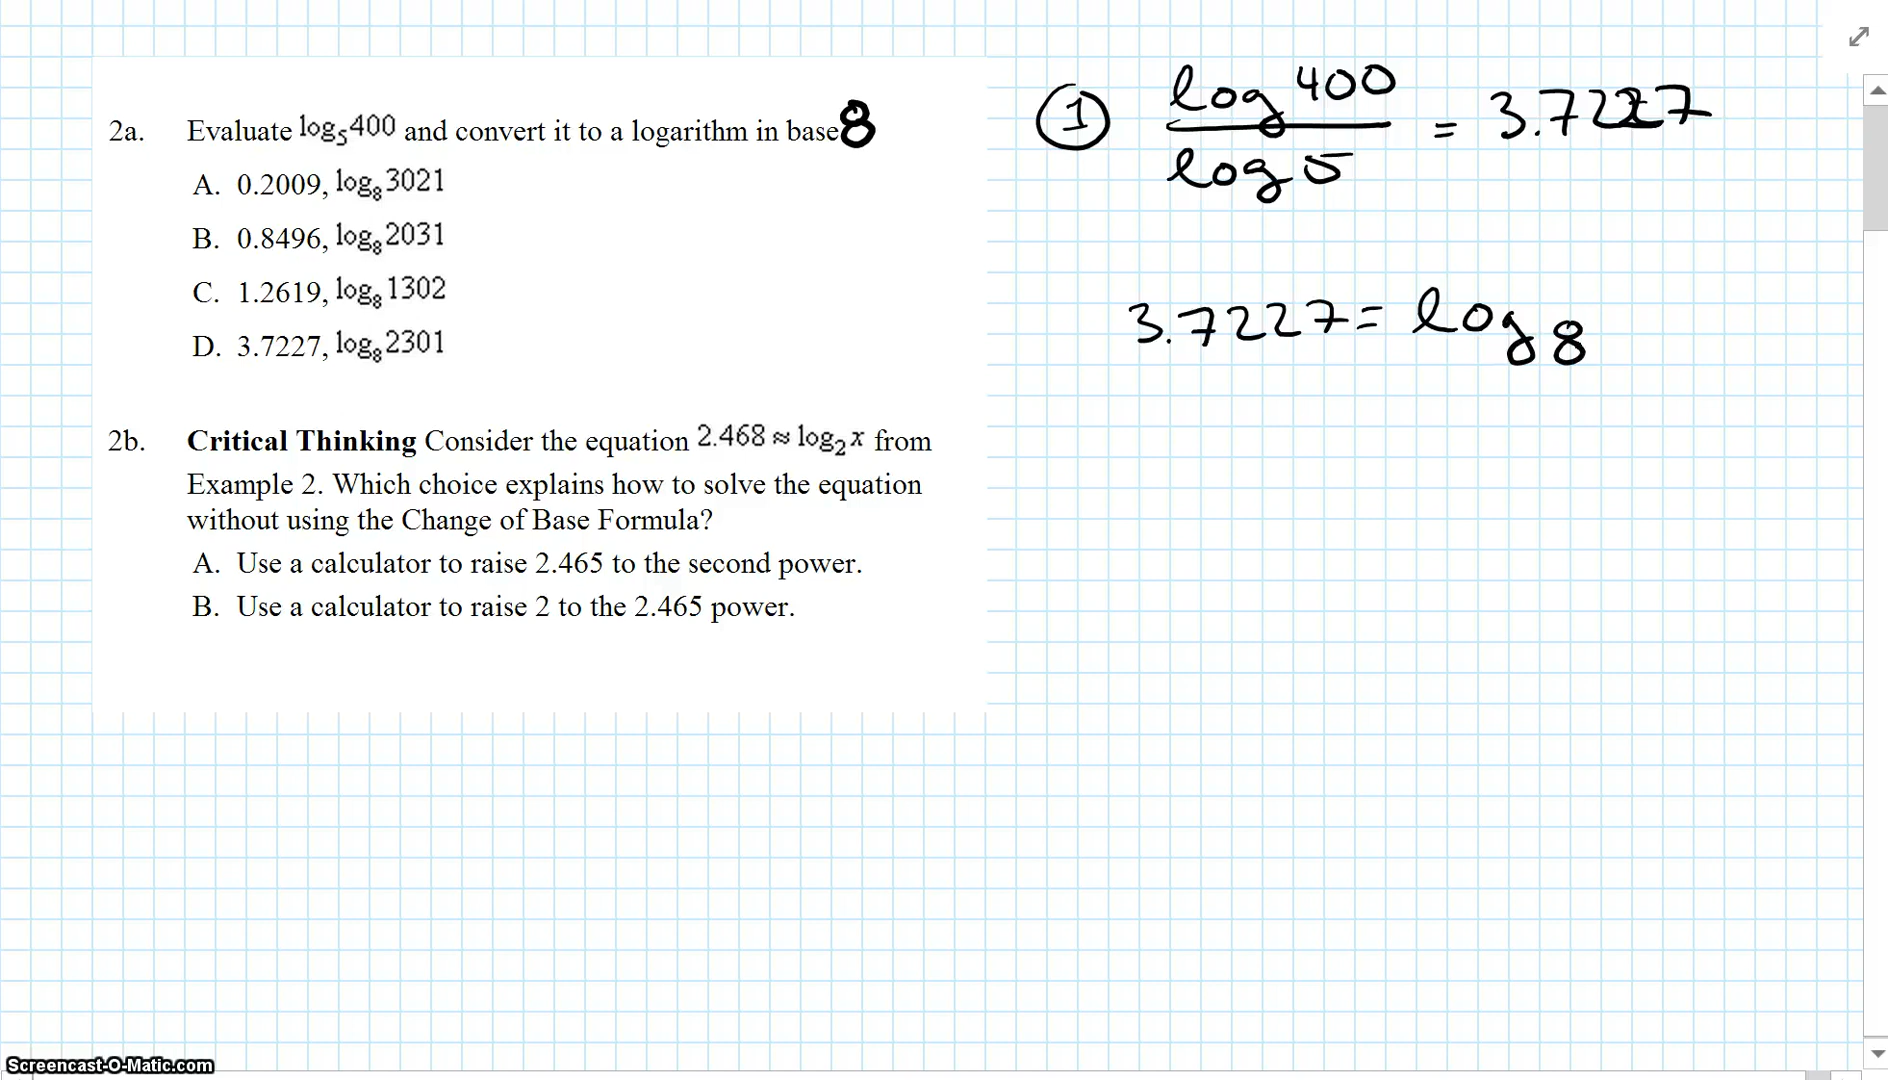 2a. Evaluate log₅400 and convert it to a logarithm in base 8
A. 0.2009, log₈3021
B. 0.8496, log₈2031
C. 1.2619, log₈1302
D. 3.7227, log₈2301
2b. Critical Thinking Consider the equation 2.468 ≈ log₂x from
Example 2. Which choice explains how to solve the equation
without using the Change of Base Formula?
A. Use a calculator to raise 2.465 to the second power.
B. Use a calculator to raise 2 to the 2.465 power.
① log 400 / log 5 = 3.7227
3.7227 = log₈
Screencast-O-Matic.com